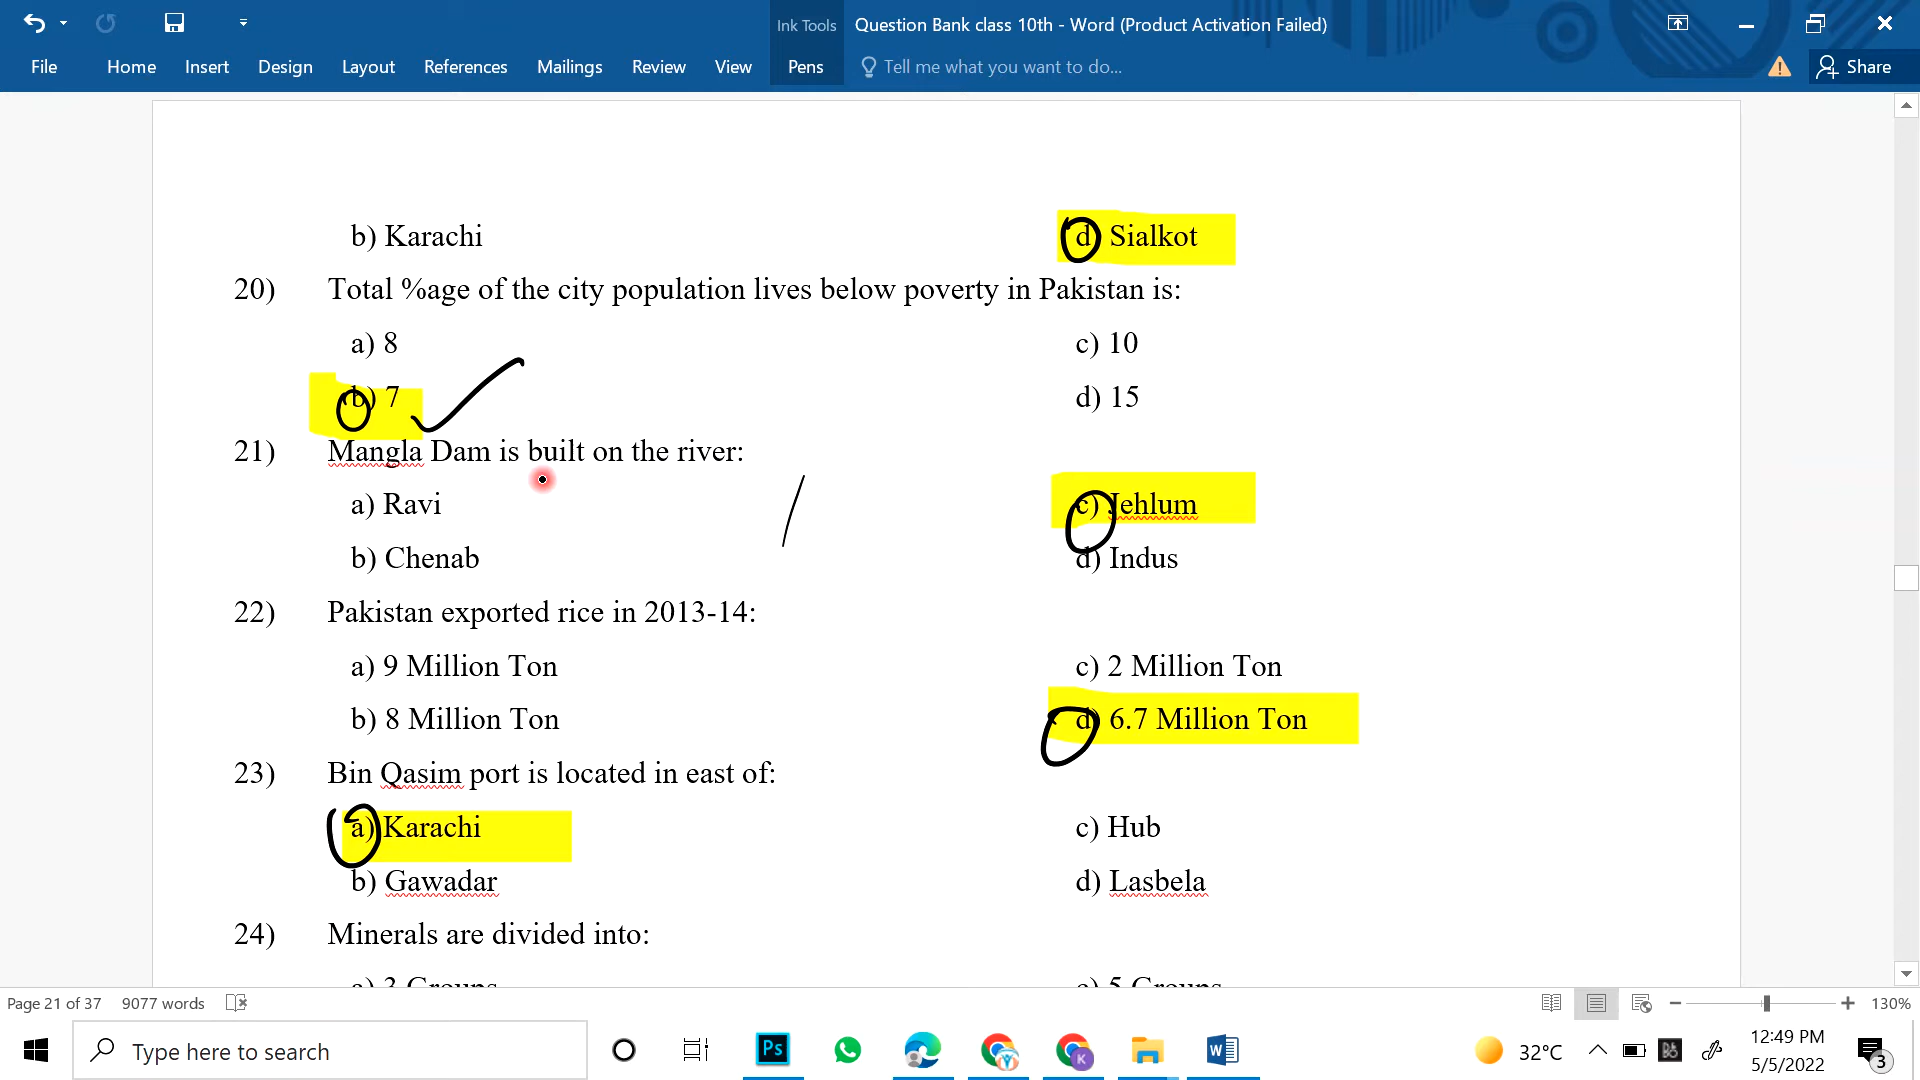 Ink Tools Question Bank class 10th - Word (Product Activation Failed)
File Home Insert Design Layout References Mailings Review View Pens Tell me what you want to do... Share
b) Karachi d) Sialkot
20) Total %age of the city population lives below poverty in Pakistan is:
a) 8 c) 10
b) 7 d) 15
21) Mangla Dam is built on the river:
a) Ravi c) Jehlum
b) Chenab d) Indus
22) Pakistan exported rice in 2013-14:
a) 9 Million Ton c) 2 Million Ton
b) 8 Million Ton d) 6.7 Million Ton
23) Bin Qasim port is located in east of:
a) Karachi c) Hub
b) Gawadar d) Lasbela
24) Minerals are divided into:
a) 3 Groups c) 5 Groups
Page 21 of 37 9077 words 130%
Type here to search Ps 32°C 12:49 PM
5/5/2022 3